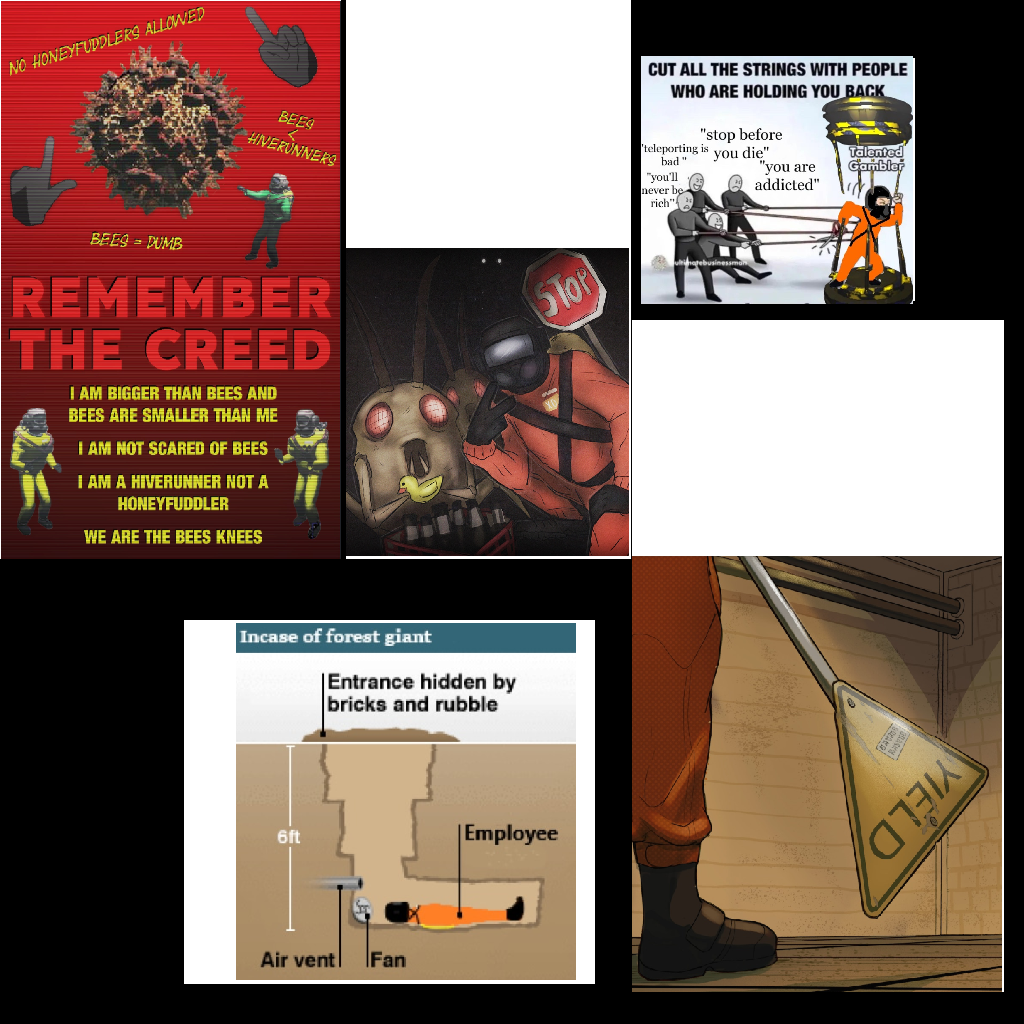 NO HONEYFUDDLERS ALLOWED
BEES
<
HIVERUNNERS
BEES = DUMB
REMEMBER
THE CREED
I AM BIGGER THAN BEES AND
BEES ARE SMALLER THAN ME
I AM NOT SCARED OF BEES
I AM A HIVERUNNER NOT A
HONEYFUDDLER
WE ARE THE BEES KNEES
STOP
CUT ALL THE STRINGS WITH PEOPLE
WHO ARE HOLDING YOU BACK
"stop before
you die"
"teleporting is
bad "
"you are
addicted"
"you'll
never be
rich"
Talented
Gambler
ultimatebusinessman
Incase of forest giant
Entrance hidden by
bricks and rubble
6ft
Employee
Air vent
Fan
YIELD